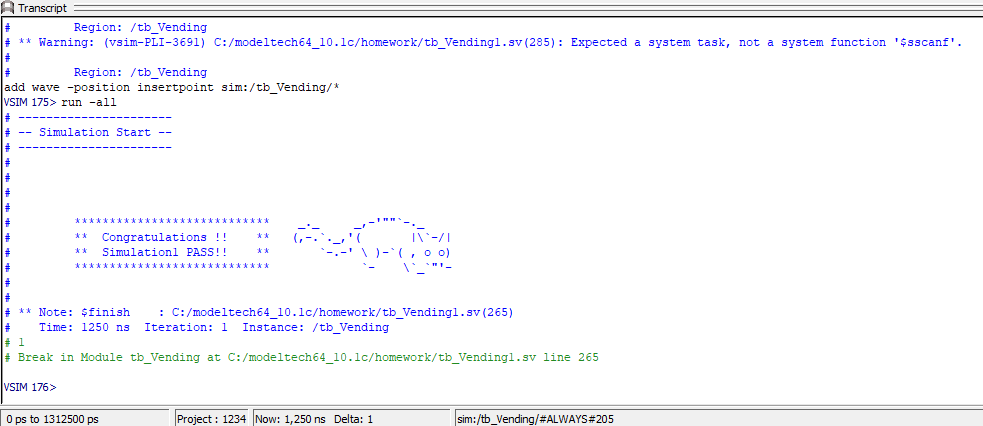 Transcript
#         Region: /tb_Vending
# ** Warning: (vsim-PLI-3691) C:/modeltech64_10.1c/homework/tb_Vending1.sv(285): Expected a system task, not a system function '$sscanf'.
#
#         Region: /tb_Vending
add wave -position insertpoint sim:/tb_Vending/*
VSIM 175> run -all
# ----------------------
# -- Simulation Start --
# ----------------------
#
#
#
#
#         ****************************    _._     _,-'""`-._
#         **  Congratulations !!    **   (,-.`._,'(       |\`-/|
#         **  Simulation1 PASS!!    **       `-.-' \ )-`( , o o)
#         ****************************             `-    \`_`"'-
#
#
# ** Note: $finish    : C:/modeltech64_10.1c/homework/tb_Vending1.sv(265)
#    Time: 1250 ns  Iteration: 1  Instance: /tb_Vending
# 1
# Break in Module tb_Vending at C:/modeltech64_10.1c/homework/tb_Vending1.sv line 265
VSIM 176>
0 ps to 1312500 ps Project : 1234 Now: 1,250 ns Delta: 1 sim:/tb_Vending/#ALWAYS#205